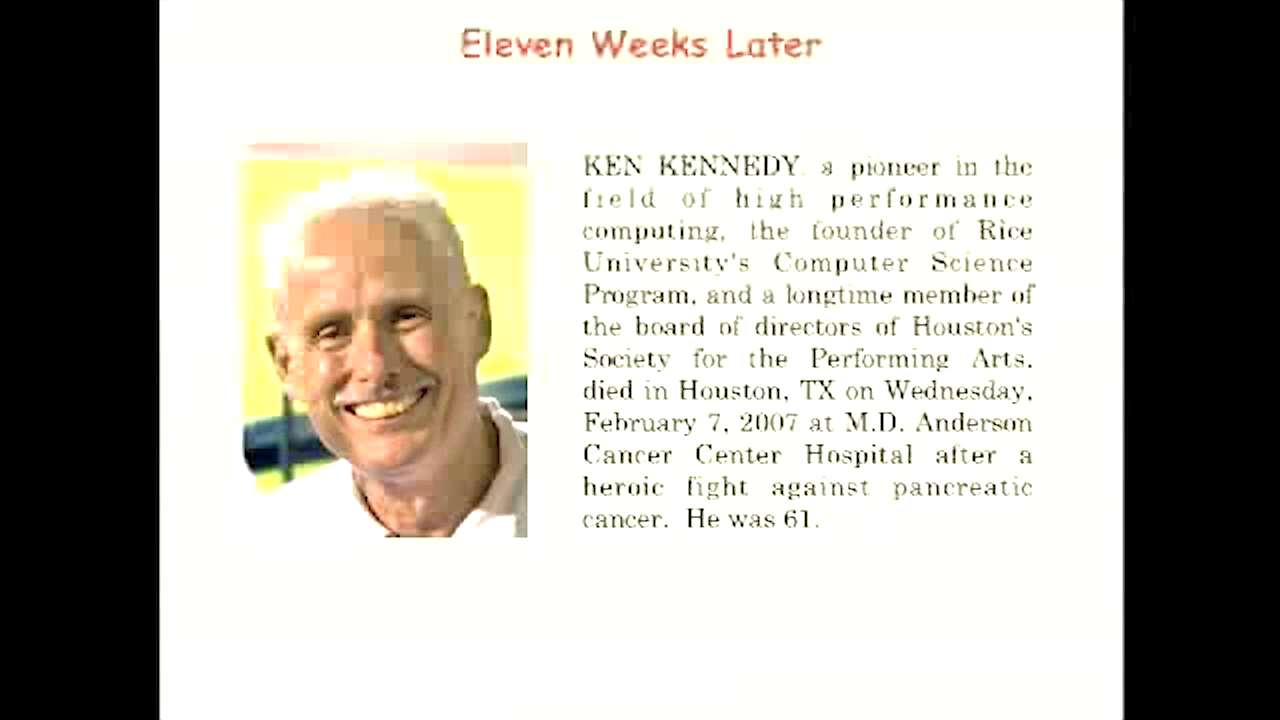 Eleven Weeks Later
KEN KENNEDY, a pioneer in the
field of high performance
computing, the founder of Rice
University's Computer Science
Program, and a longtime member of
the board of directors of Houston's
Society for the Performing Arts,
died in Houston, TX on Wednesday,
February 7, 2007 at M.D. Anderson
Cancer Center Hospital after a
heroic fight against pancreatic
cancer. He was 61.